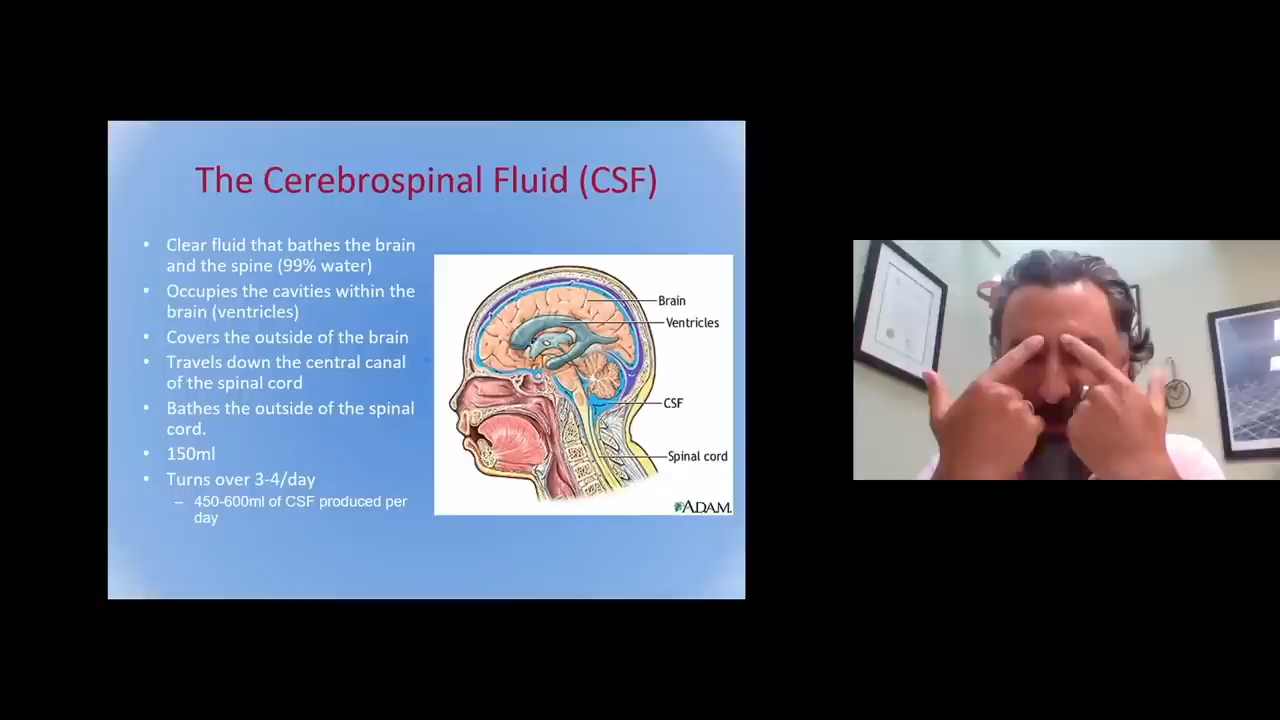 The Cerebrospinal Fluid (CSF)
• Clear fluid that bathes the brain
and the spine (99% water)
• Occupies the cavities within the
brain (ventricles)
• Covers the outside of the brain
• Travels down the central canal
of the spinal cord
• Bathes the outside of the spinal
cord.
• 150ml
• Turns over 3-4/day
– 450-600ml of CSF produced per
day
Brain
Ventricles
CSF
Spinal cord
ADAM.